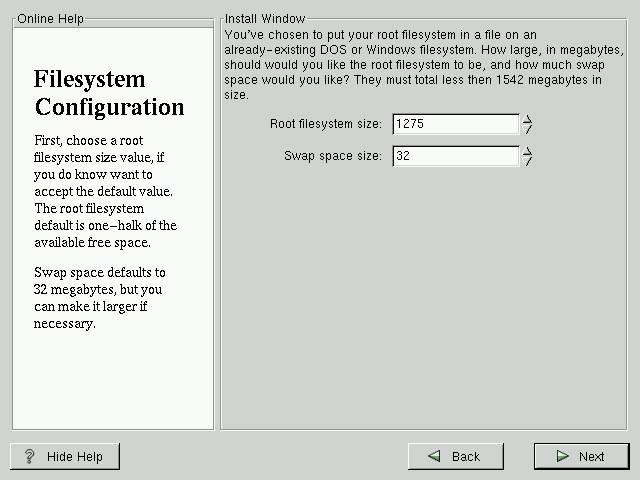 Online Help
Filesystem
Configuration
First, choose a root
filesystem size value, if
you do know want to
accept the default value.
The root filesystem
default is one-halk of the
available free space.
Swap space defaults to
32 megabytes, but you
can make it larger if
necessary.
Install Window
You've chosen to put your root filesystem in a file on an
already-existing DOS or Windows filesystem. How large, in megabytes,
should would you like the root filesystem to be, and how much swap
space would you like? They must total less then 1542 megabytes in
size.
Root filesystem size: 1275
Swap space size: 32
Hide Help
Back
Next